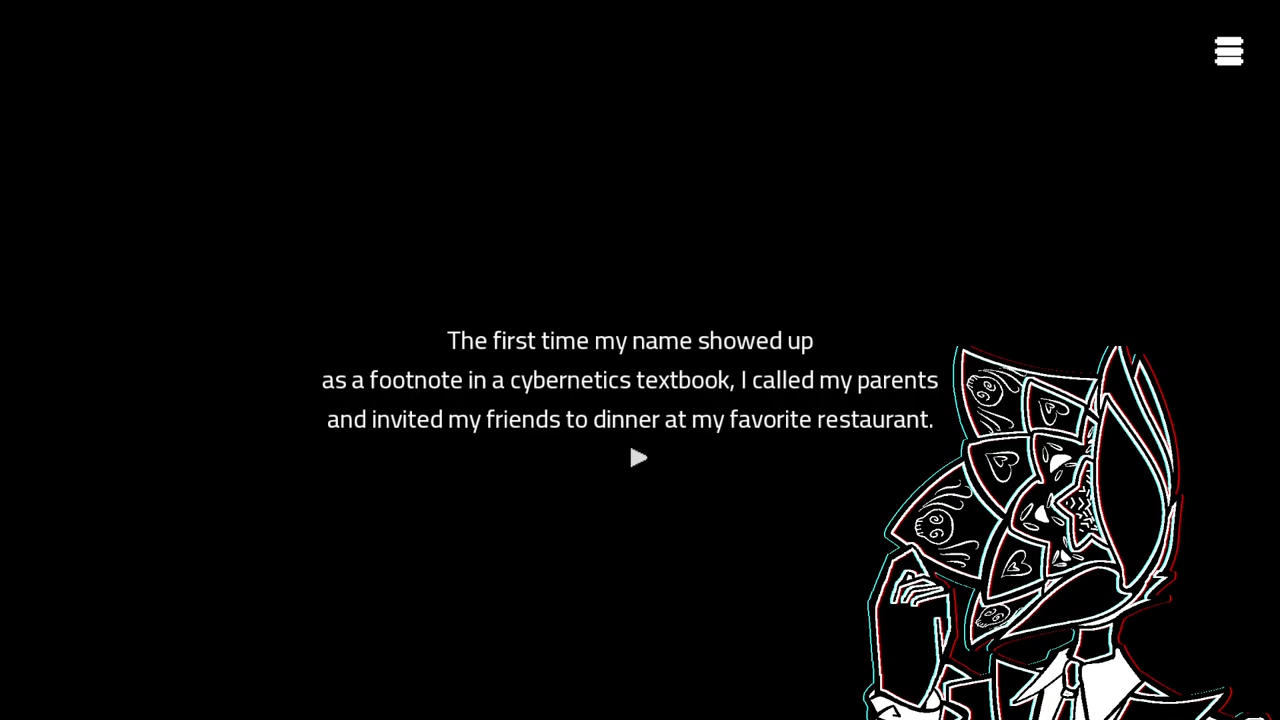 The first time my name showed up
as a footnote in a cybernetics textbook, I called my parents
and invited my friends to dinner at my favorite restaurant.